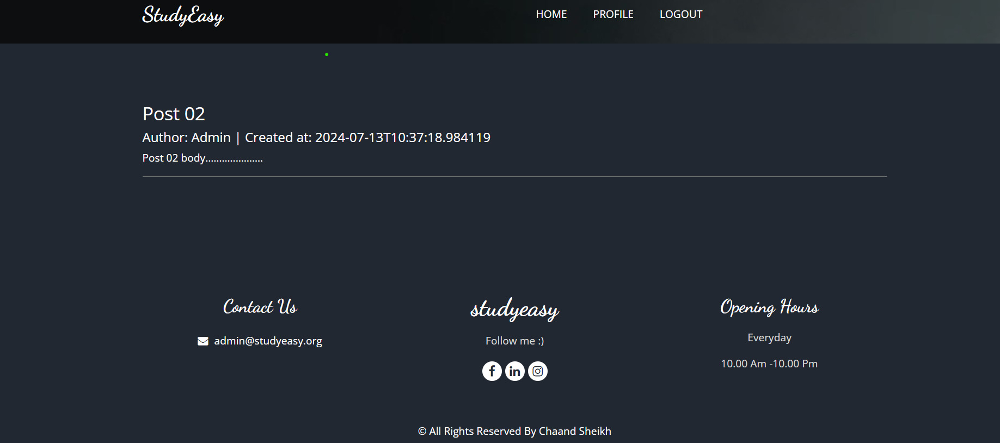 StudyEasy
HOME PROFILE LOGOUT
Post 02
Author: Admin | Created at: 2024-07-13T10:37:18.984119
Post 02 body.....................
Contact Us
admin@studyeasy.org
studyeasy
Follow me :)
Opening Hours
Everyday
10.00 Am -10.00 Pm
© All Rights Reserved By Chaand Sheikh